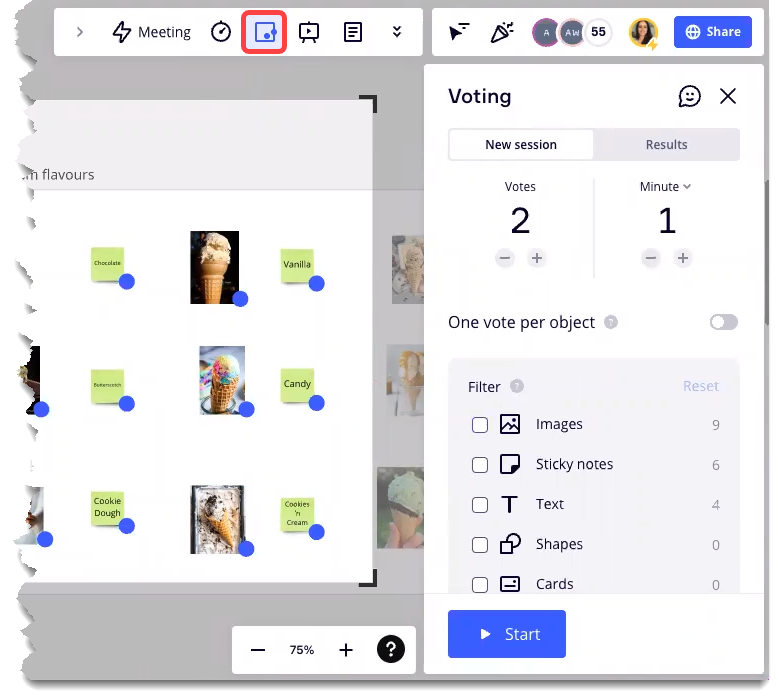 Meeting
A
AW
55
Share
Voting
New session
Results
flavours
Votes
Minute
2
1
One vote per object
?
Chocolate
Vanilla
Butterscotch
Candy
Cookie
Dough
Cookies
'n
Cream
Filter
?
Reset
Images
9
Sticky notes
6
Text
4
Shapes
0
Cards
0
Start
75%
?